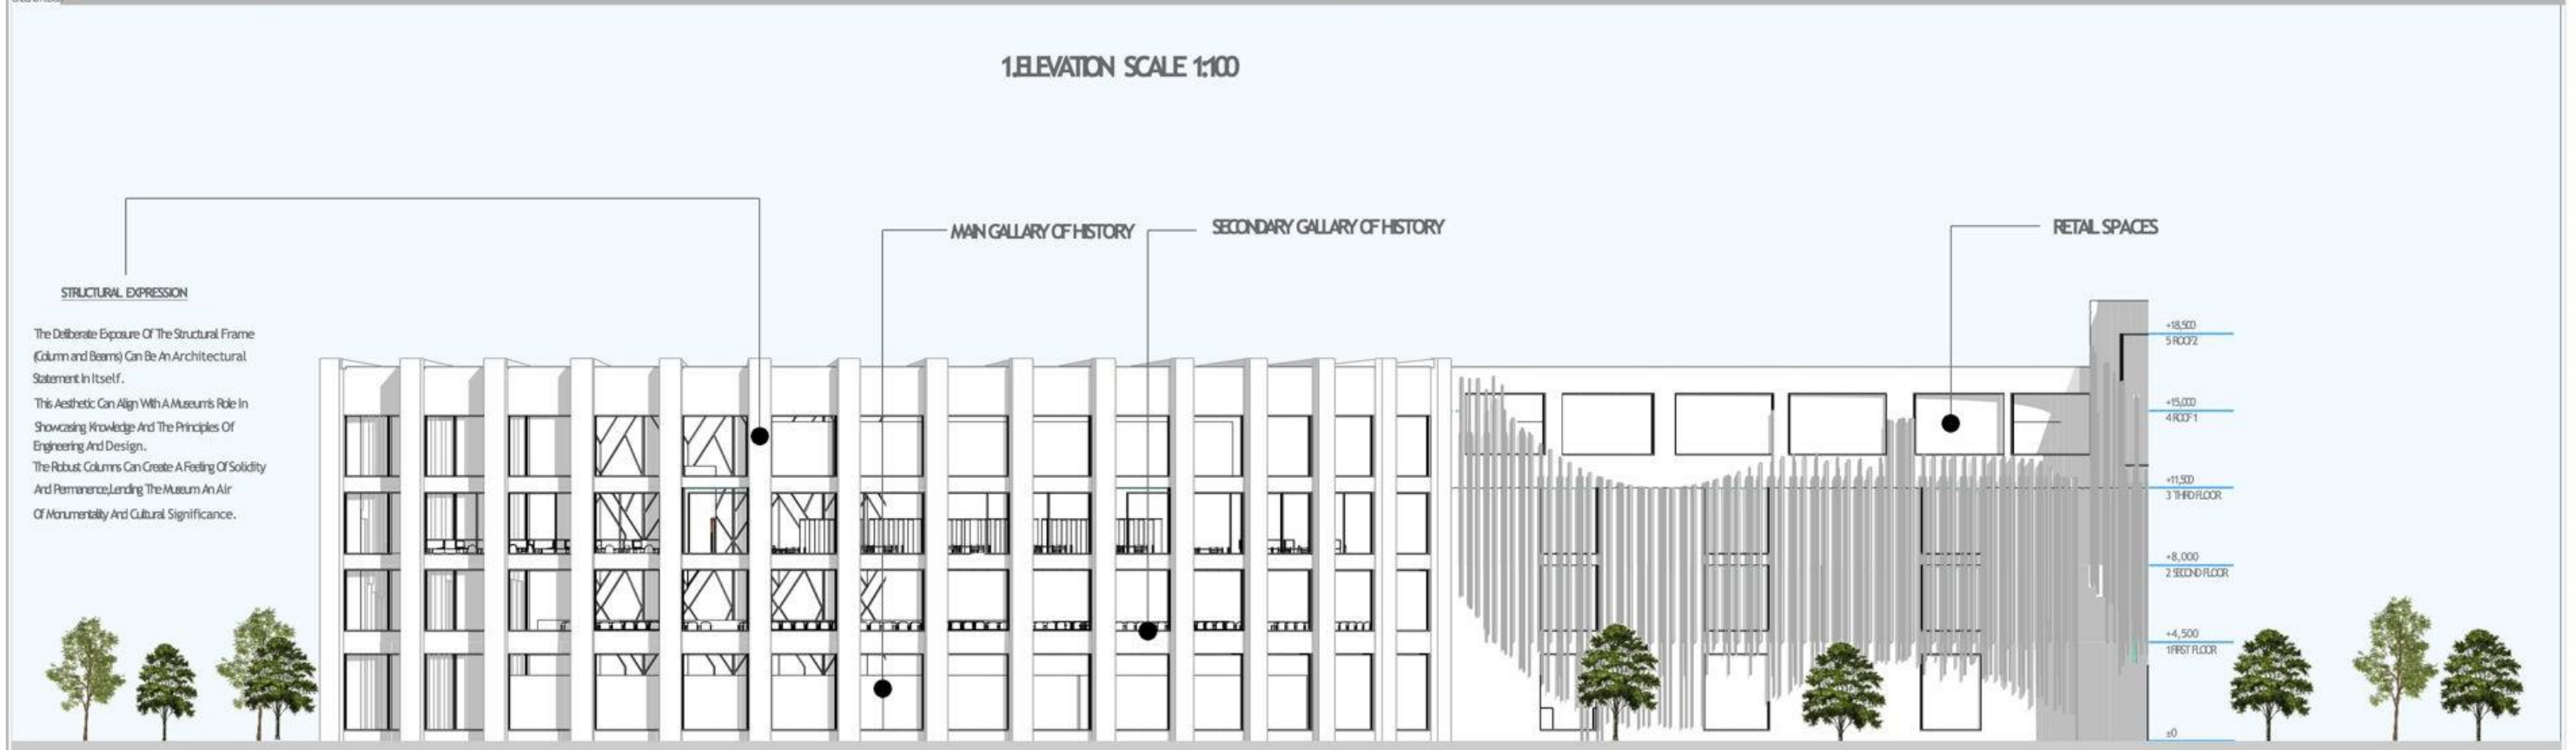 1.ELEVATION SCALE 1:100
MAIN GALLARY OF HISTORY
SECONDARY GALLARY OF HISTORY
RETAIL SPACES
STRUCTURAL EXPRESSION
The Deliberate Exposure Of The Structural Frame
(Column and Beams) Can Be An Architectural
Statement In Itself.
This Aesthetic Can Align With A Museum's Role In
Showcasing Knowledge And The Principles Of
Engineering And Design.
The Robust Columns Can Create A Feeling Of Solidity
And Permanence,Lending The Museum An Air
Of Monumentality And Cultural Significance.
+18,500
5 ROOF2
+15,000
4 ROOF1
+11,500
3 THIRD FLOOR
+8,000
2 SECOND FLOOR
+4,500
1 FIRST FLOOR
±0